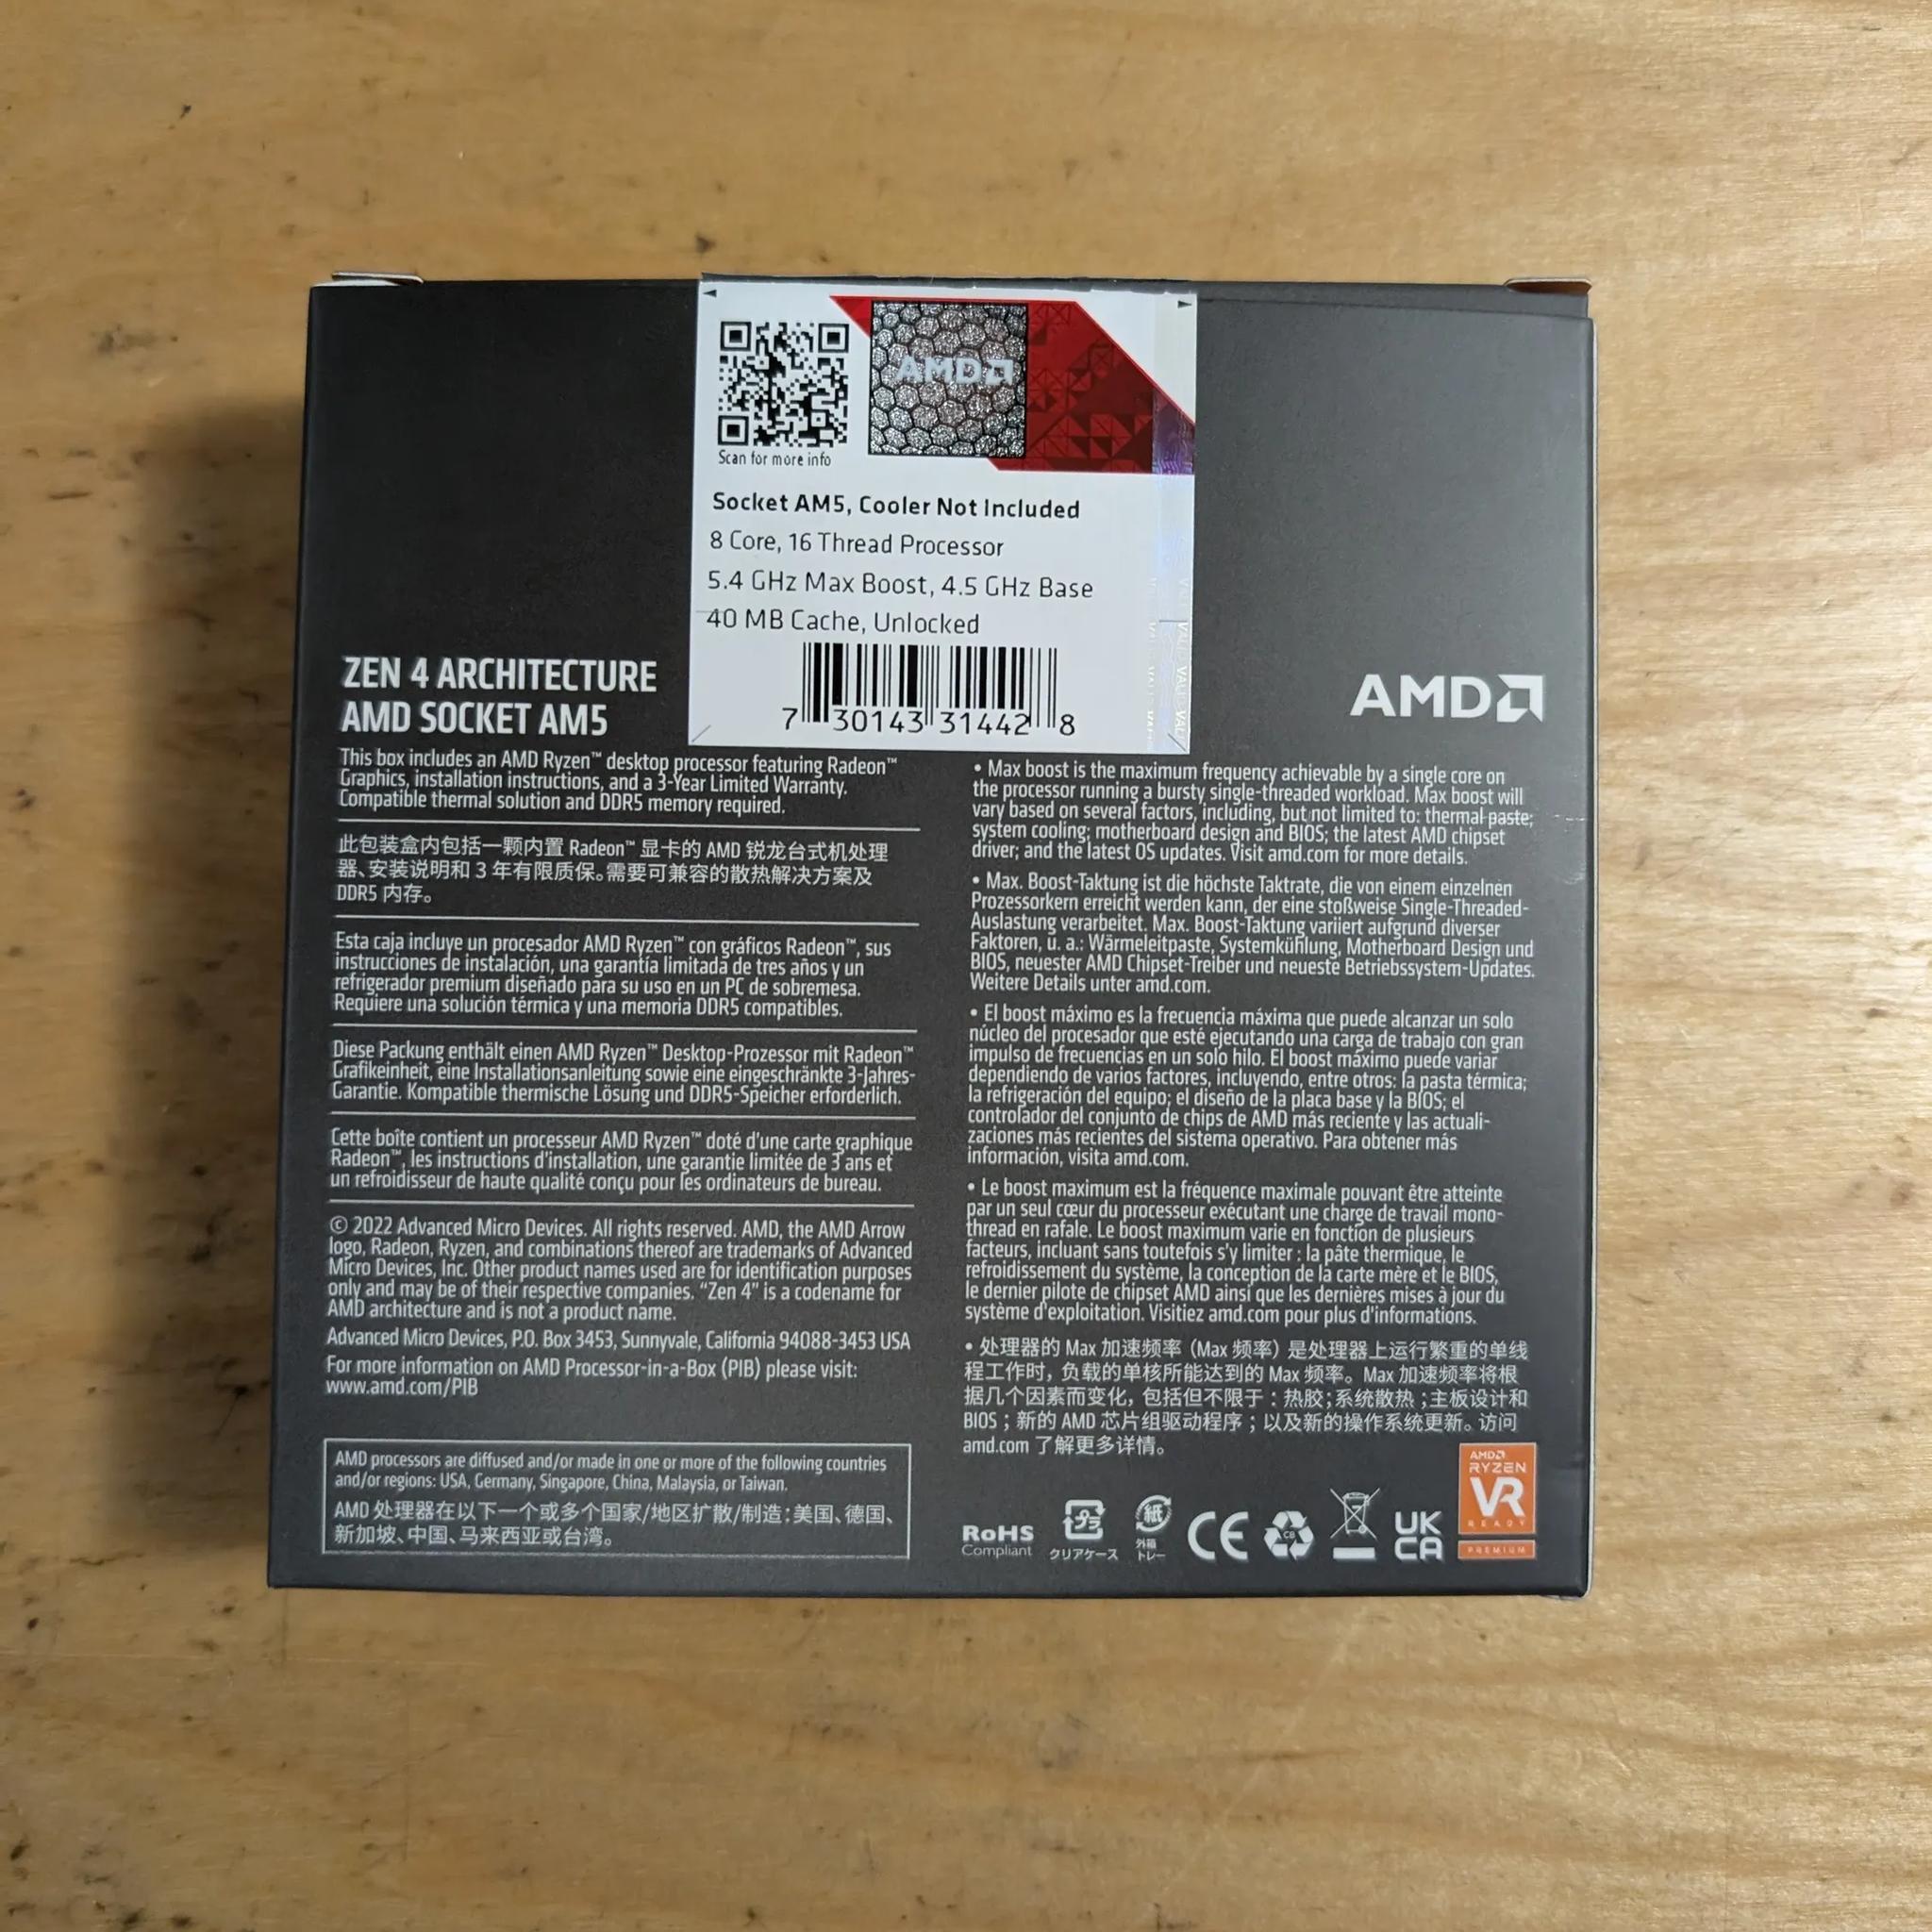 Scan for more info
AMD
Socket AM5, Cooler Not Included
8 Core, 16 Thread Processor
5.4 GHz Max Boost, 4.5 GHz Base
40 MB Cache, Unlocked
7 30143 31442 8
ZEN 4 ARCHITECTURE
AMD SOCKET AM5
This box includes an AMD Ryzen™ desktop processor featuring Radeon™
Graphics, installation instructions, and a 3-Year Limited Warranty.
Compatible thermal solution and DDR5 memory required.
此包装盒内包括一颗内置 Radeon™ 显卡的 AMD 锐龙台式机处理
器、安装说明和 3 年有限质保。需要可兼容的散热解决方案及
DDR5 内存。
Esta caja incluye un procesador AMD Ryzen™ con gráficos Radeon™, sus
instrucciones de instalación, una garantía limitada de tres años y un
refrigerador premium diseñado para su uso en un PC de sobremesa.
Requiere una solución térmica y una memoria DDR5 compatibles.
Diese Packung enthält einen AMD Ryzen™ Desktop-Prozessor mit Radeon™
Grafikeinheit, eine Installationsanleitung sowie eine eingeschränkte 3-Jahres-
Garantie. Kompatible thermische Lösung und DDR5-Speicher erforderlich.
Cette boîte contient un processeur AMD Ryzen™ doté d'une carte graphique
Radeon™, les instructions d'installation, une garantie limitée de 3 ans et
un refroidisseur de haute qualité conçu pour les ordinateurs de bureau.
© 2022 Advanced Micro Devices. All rights reserved. AMD, the AMD Arrow
logo, Radeon, Ryzen, and combinations thereof are trademarks of Advanced
Micro Devices, Inc. Other product names used are for identification purposes
only and may be of their respective companies. “Zen 4” is a codename for
AMD architecture and is not a product name.
Advanced Micro Devices, P.O. Box 3453, Sunnyvale, California 94088-3453 USA
For more information on AMD Processor-in-a-Box (PIB) please visit:
www.amd.com/PIB
AMD processors are diffused and/or made in one or more of the following countries
and/or regions: USA, Germany, Singapore, China, Malaysia, or Taiwan.
AMD 处理器在以下一个或多个国家/地区扩散/制造：美国、德国、
新加坡、中国、马来西亚或台湾。
AMD
• Max boost is the maximum frequency achievable by a single core on
the processor running a bursty single-threaded workload. Max boost will
vary based on several factors, including, but not limited to: thermal paste;
system cooling; motherboard design and BIOS; the latest AMD chipset
driver; and the latest OS updates. Visit amd.com for more details.
• Max. Boost-Taktung ist die höchste Taktrate, die von einem einzelnen
Prozessorkern erreicht werden kann, der eine stoßweise Single-Threaded-
Auslastung verarbeitet. Max. Boost-Taktung variiert aufgrund diverser
Faktoren, u. a.: Wärmeleitpaste, Systemkühlung, Motherboard Design und
BIOS, neuester AMD Chipset-Treiber und neueste Betriebssystem-Updates.
Weitere Details unter amd.com.
• El boost máximo es la frecuencia máxima que puede alcanzar un solo
núcleo del procesador que esté ejecutando una carga de trabajo con gran
impulso de frecuencias en un solo hilo. El boost máximo puede variar
dependiendo de varios factores, incluyendo, entre otros: la pasta térmica;
la refrigeración del equipo; el diseño de la placa base y la BIOS; el
controlador del conjunto de chips de AMD más reciente y las actuali-
zaciones más recientes del sistema operativo. Para obtener más
información, visita amd.com.
• Le boost maximum est la fréquence maximale pouvant être atteinte
par un seul cœur du processeur exécutant une charge de travail mono-
thread en rafale. Le boost maximum varie en fonction de plusieurs
facteurs, incluant sans toutefois s'y limiter : la pâte thermique, le
refroidissement du système, la conception de la carte mère et le BIOS,
le dernier pilote de chipset AMD ainsi que les dernières mises à jour du
système d'exploitation. Visitiez amd.com pour plus d'informations.
• 处理器的 Max 加速频率（Max 频率）是处理器上运行繁重的单线
程工作时，负载的单核所能达到的 Max 频率。Max 加速频率将根
据几个因素而变化，包括但不限于：热胶；系统散热；主板设计和
BIOS；新的 AMD 芯片组驱动程序；以及新的操作系统更新。访问
amd.com 了解更多详情。
RoHS
Compliant
プラ
クリアケース
紙
外箱
トレー
CE
CB
UK
CA
AMD
RYZEN
VR
READY
PREMIUM